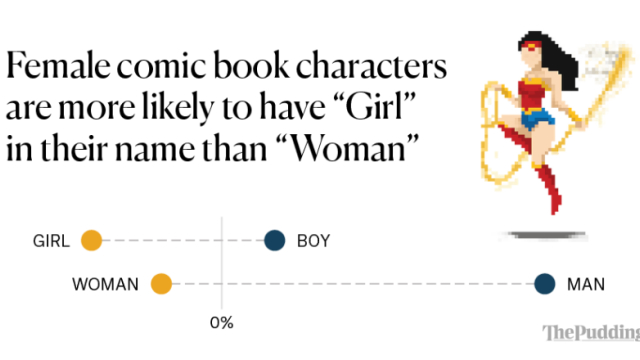 Female comic book characters
are more likely to have “Girl”
in their name than “Woman”
GIRL BOY
WOMAN MAN
0%
ThePudding